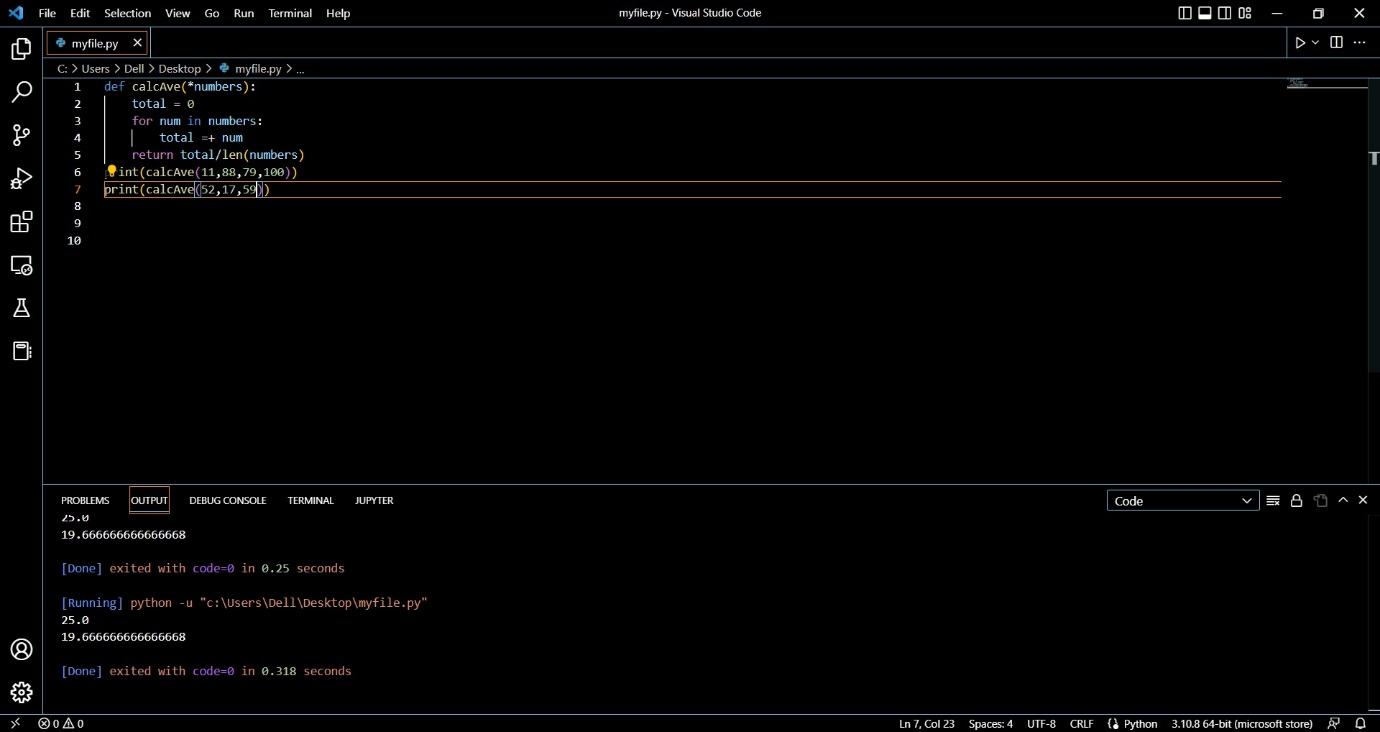 File Edit Selection View Go Run Terminal Help
myfile.py - Visual Studio Code
myfile.py
C: > Users > Dell > Desktop > myfile.py > ...
1 def calcAve(*numbers):
2 total = 0
3 for num in numbers:
4 total =+ num
5 return total/len(numbers)
6 int(calcAve(11,88,79,100))
7 print(calcAve(52,17,59))
8
9
10
PROBLEMS OUTPUT DEBUG CONSOLE TERMINAL JUPYTER
Code
25.0
19.666666666666668
[Done] exited with code=0 in 0.25 seconds
[Running] python -u "c:\Users\Dell\Desktop\myfile.py"
25.0
19.666666666666668
[Done] exited with code=0 in 0.318 seconds
0 0 Ln 7, Col 23 Spaces: 4 UTF-8 CRLF Python 3.10.8 64-bit (microsoft store)